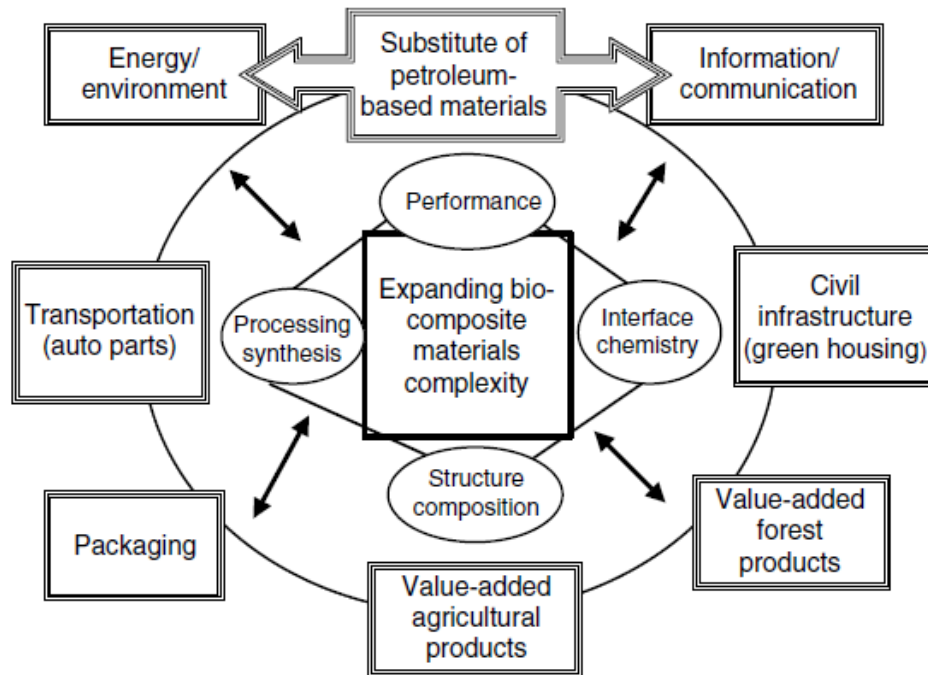 Energy/
environment
Substitute of
petroleum-
based materials
Information/
communication
Performance
Transportation
(auto parts)
Processing
synthesis
Expanding bio-
composite
materials
complexity
Interface
chemistry
Civil
infrastructure
(green housing)
Structure
composition
Packaging
Value-added
forest
products
Value-added
agricultural
products